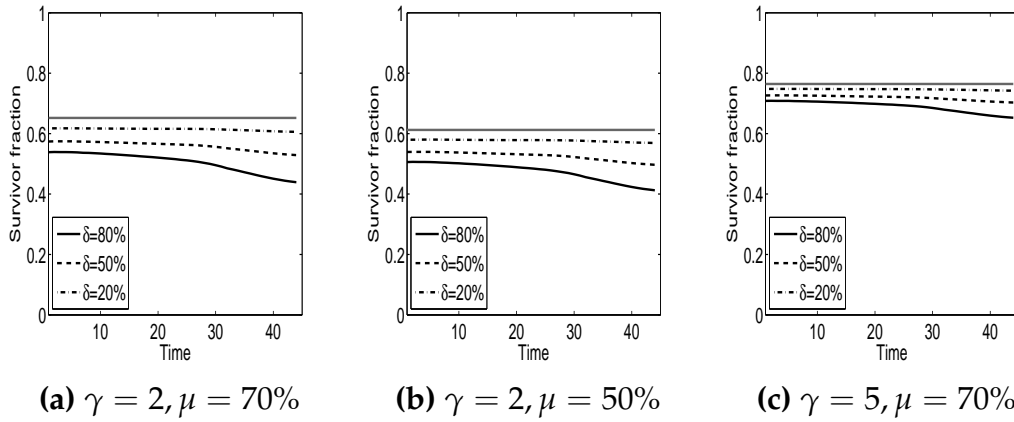 1
0.8
0.6
0.4
0.2
0
Survivor fraction
δ=80%
δ=50%
δ=20%
10 20 30 40
Time
(a) γ = 2, μ = 70%
1
0.8
0.6
0.4
0.2
0
Survivor fraction
δ=80%
δ=50%
δ=20%
10 20 30 40
Time
(b) γ = 2, μ = 50%
1
0.8
0.6
0.4
0.2
0
Survivor fraction
δ=80%
δ=50%
δ=20%
10 20 30 40
Time
(c) γ = 5, μ = 70%